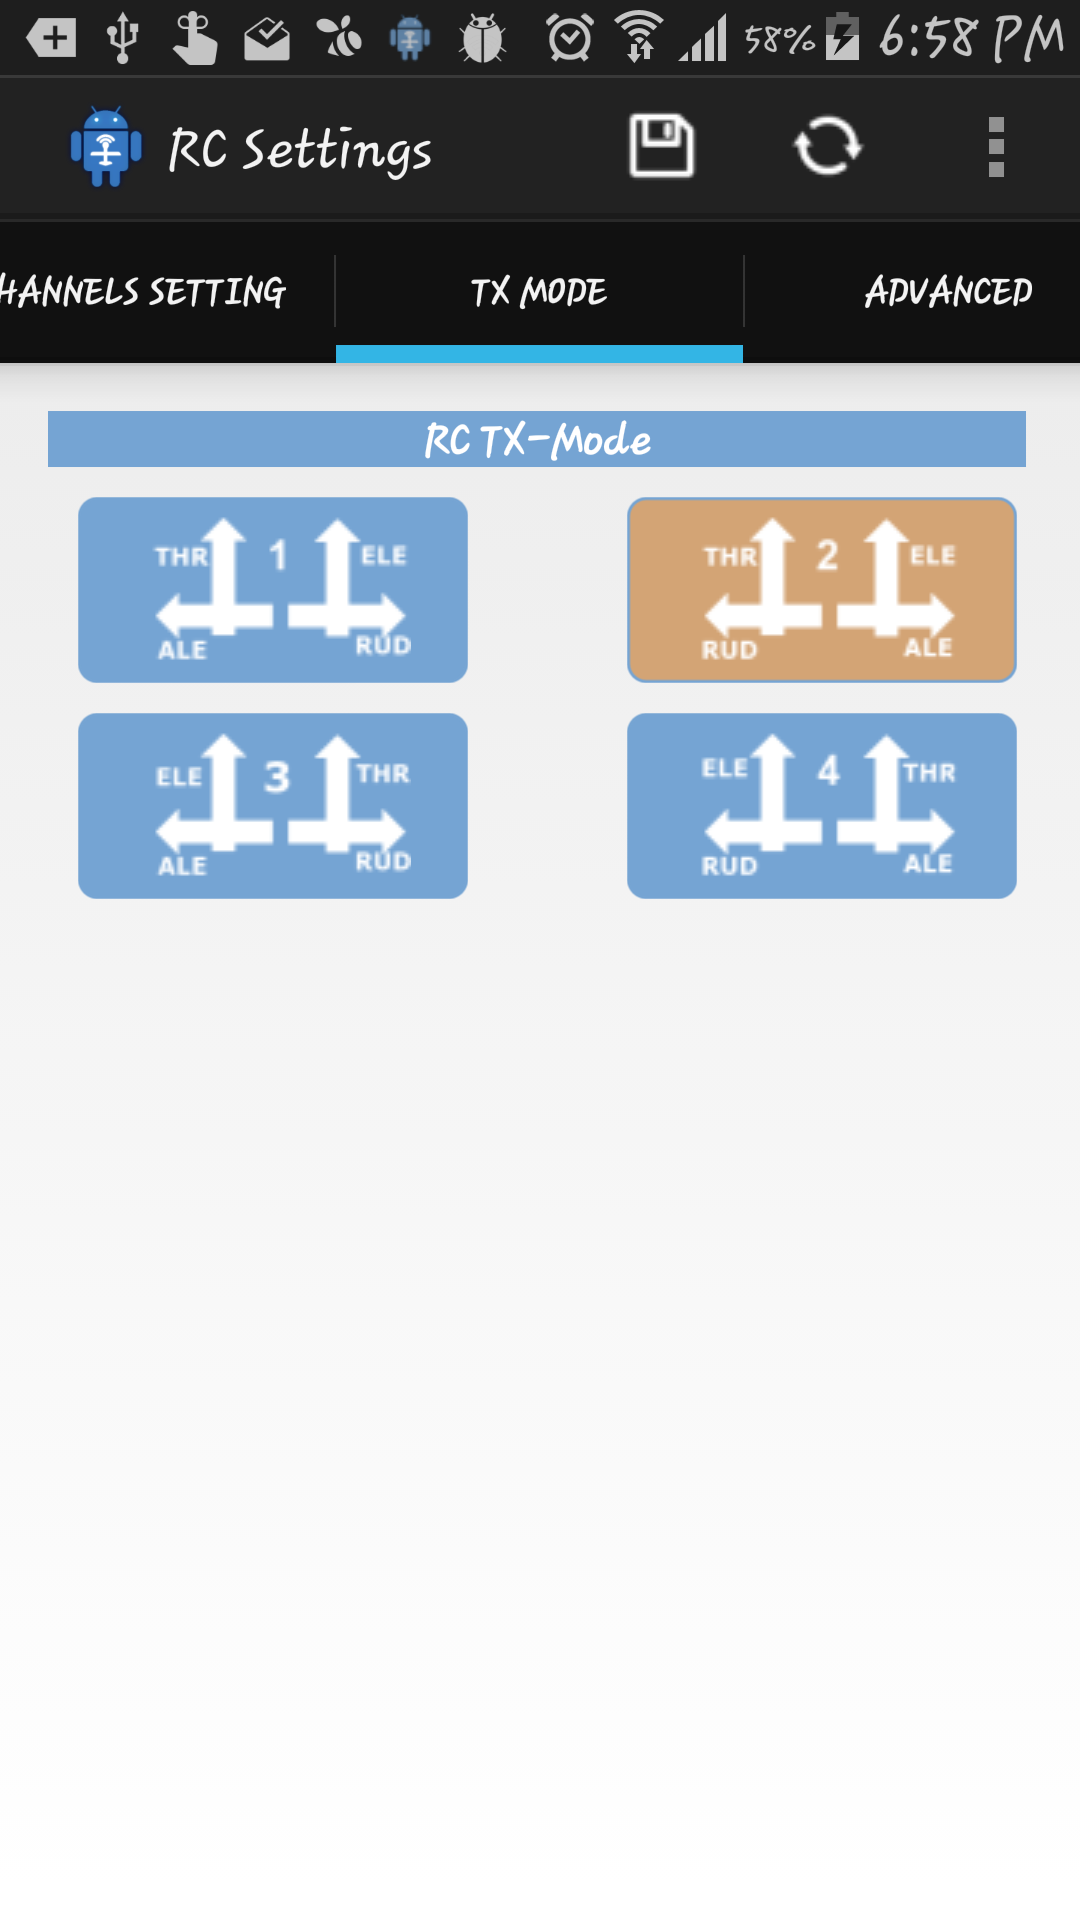 58% 6:58 PM
RC Settings
HANNELS SETTING TX MODE ADVANCED
RC TX-Mode
THR 1 ELE
ALE RUD
THR 2 ELE
RUD ALE
ELE 3 THR
ALE RUD
ELE 4 THR
RUD ALE